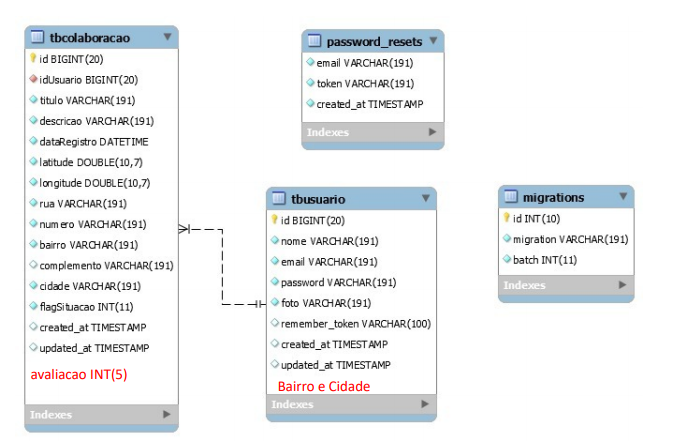 tbcolaboracao
id BIGINT(20)
idUsuario BIGINT(20)
titulo VARCHAR(191)
descricao VARCHAR(191)
dataRegistro DATETIME
latitude DOUBLE(10,7)
longitude DOUBLE(10,7)
rua VARCHAR(191)
numero VARCHAR(191)
bairro VARCHAR(191)
complemento VARCHAR(191)
cidade VARCHAR(191)
flagSituacao INT(11)
created_at TIMESTAMP
updated_at TIMESTAMP
avaliacao INT(5)
Indexes
password_resets
email VARCHAR(191)
token VARCHAR(191)
created_at TIMESTAMP
Indexes
tbusuario
id BIGINT(20)
nome VARCHAR(191)
email VARCHAR(191)
password VARCHAR(191)
foto VARCHAR(191)
remember_token VARCHAR(100)
created_at TIMESTAMP
updated_at TIMESTAMP
Bairro e Cidade
Indexes
migrations
id INT(10)
migration VARCHAR(191)
batch INT(11)
Indexes